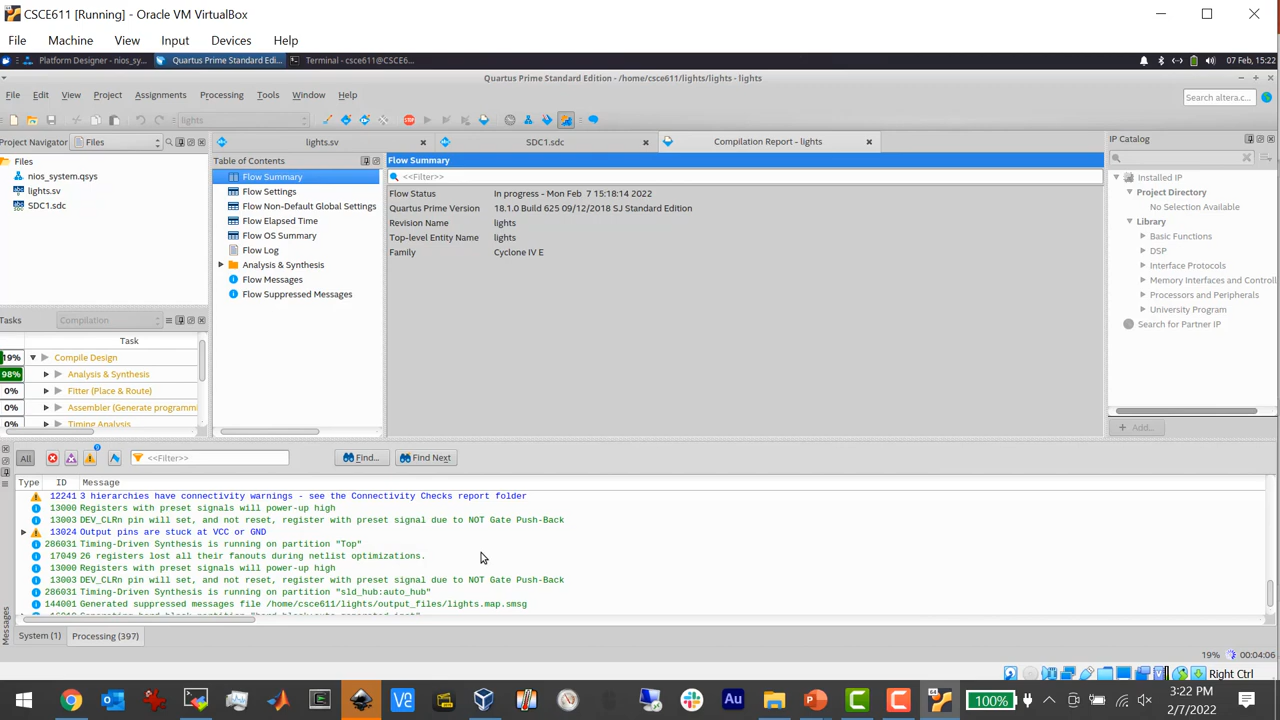 CSCE611 [Running] - Oracle VM VirtualBox
File Machine View Input Devices Help
Platform Designer - nios_sy... Quartus Prime Standard Edi... Terminal - csce611@CSCE6... 07 Feb, 15:22
Quartus Prime Standard Edition - /home/csce611/lights/lights - lights
File Edit View Project Assignments Processing Tools Window Help Search altera.c...
lights
Project Navigator Files
lights.sv SDC1.sdc Compilation Report - lights
IP Catalog
Files
nios_system.qsys
lights.sv
SDC1.sdc
Table of Contents
Flow Summary
Flow Settings
Flow Non-Default Global Settings
Flow Elapsed Time
Flow OS Summary
Flow Log
Analysis & Synthesis
Flow Messages
Flow Suppressed Messages
Flow Summary
<<Filter>>
Flow Status In progress - Mon Feb 7 15:18:14 2022
Quartus Prime Version 18.1.0 Build 625 09/12/2018 SJ Standard Edition
Revision Name lights
Top-level Entity Name lights
Family Cyclone IV E
Installed IP
Project Directory
No Selection Available
Library
Basic Functions
DSP
Interface Protocols
Memory Interfaces and Controll
Processors and Peripherals
University Program
Search for Partner IP
Add...
Tasks Compilation
Task
19% Compile Design
98% Analysis & Synthesis
0% Fitter (Place & Route)
0% Assembler (Generate programmi
0% Timing Analysis
All <<Filter>> Find... Find Next
Type ID Message
12241 3 hierarchies have connectivity warnings - see the Connectivity Checks report folder
13000 Registers with preset signals will power-up high
13003 DEV_CLRn pin will set, and not reset, register with preset signal due to NOT Gate Push-Back
13024 Output pins are stuck at VCC or GND
286031 Timing-Driven Synthesis is running on partition "Top"
17049 26 registers lost all their fanouts during netlist optimizations.
13000 Registers with preset signals will power-up high
13003 DEV_CLRn pin will set, and not reset, register with preset signal due to NOT Gate Push-Back
286031 Timing-Driven Synthesis is running on partition "sld_hub:auto_hub"
144001 Generated suppressed messages file /home/csce611/lights/output_files/lights.map.smsg
Messages
System (1) Processing (397)
19% 00:04:06
Right Ctrl
100%
3:22 PM
2/7/2022